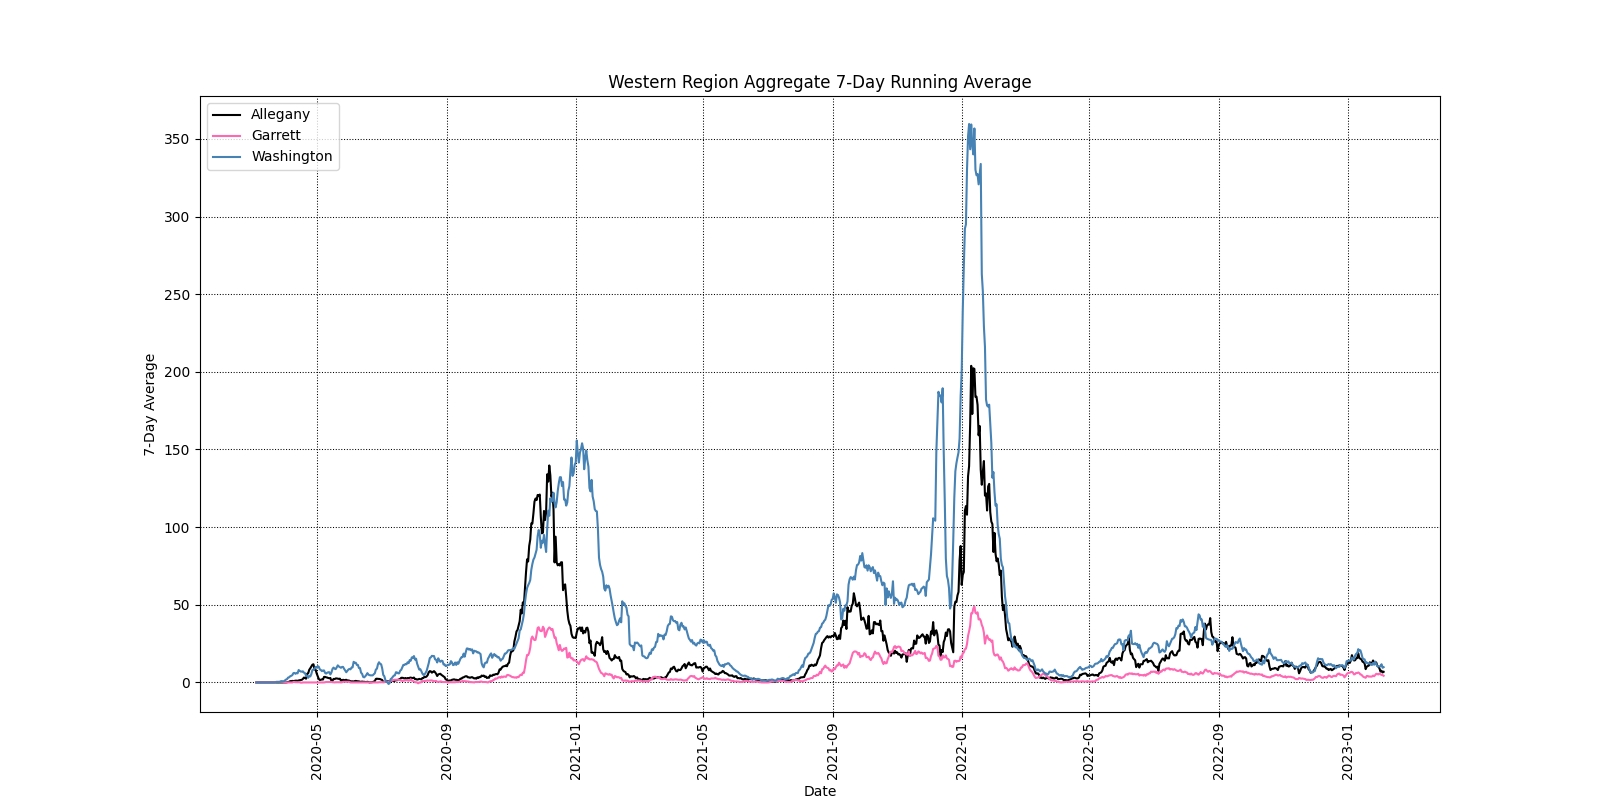 Western Region Aggregate 7-Day Running Average
Allegany
Garrett
Washington
350
300
250
200
150
100
50
0
7-Day Average
2020-05
2020-09
2021-01
2021-05
2021-09
2022-01
2022-05
2022-09
2023-01
Date